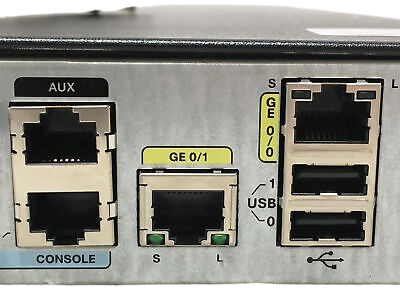 AUX
CONSOLE
GE 0/1
S L
S L
GE 0/0
1
USB
0